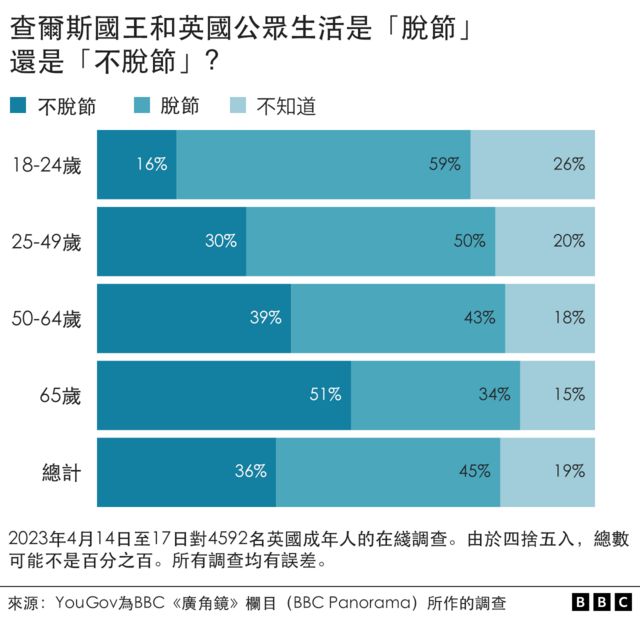 查爾斯國王和英國公眾生活是「脫節」
還是「不脫節」?
不脫節 脫節 不知道
18-24歲 16% 59% 26%
25-49歲 30% 50% 20%
50-64歲 39% 43% 18%
65歲 51% 34% 15%
總計 36% 45% 19%
2023年4月14日至17日對4592名英國成年人的在綫調查。由於四捨五入，總數
可能不是百分之百。所有調查均有誤差。
來源：YouGov為BBC《廣角鏡》欄目（BBC Panorama）所作的調查 BBC